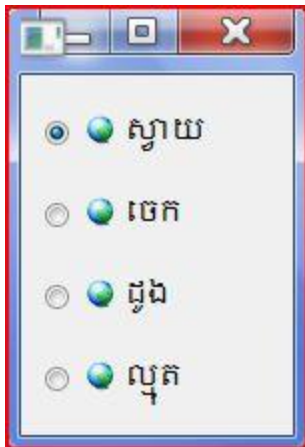 ស្វាយ
ចេក
ដូង
ល្មុត